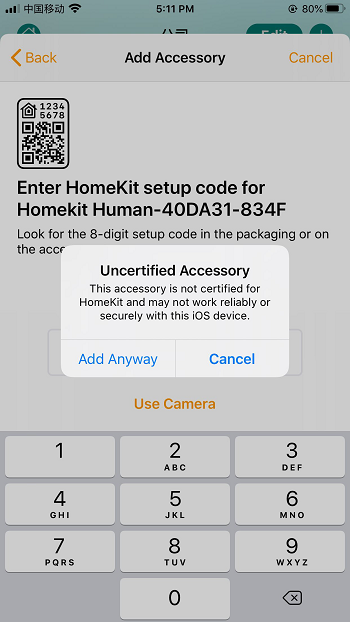 中国移动
5:11 PM
80%
公司
Edit
+
Back
Add Accessory
Cancel
1234
5678
Enter HomeKit setup code for
Homekit Human-40DA31-834F
Look for the 8-digit setup code in the packaging or on
the acce
Uncertified Accessory
This accessory is not certified for
HomeKit and may not work reliably or
securely with this iOS device.
Add Anyway
Cancel
Use Camera
1
2
ABC
3
DEF
4
GHI
5
JKL
6
MNO
7
PQRS
8
TUV
9
WXYZ
0